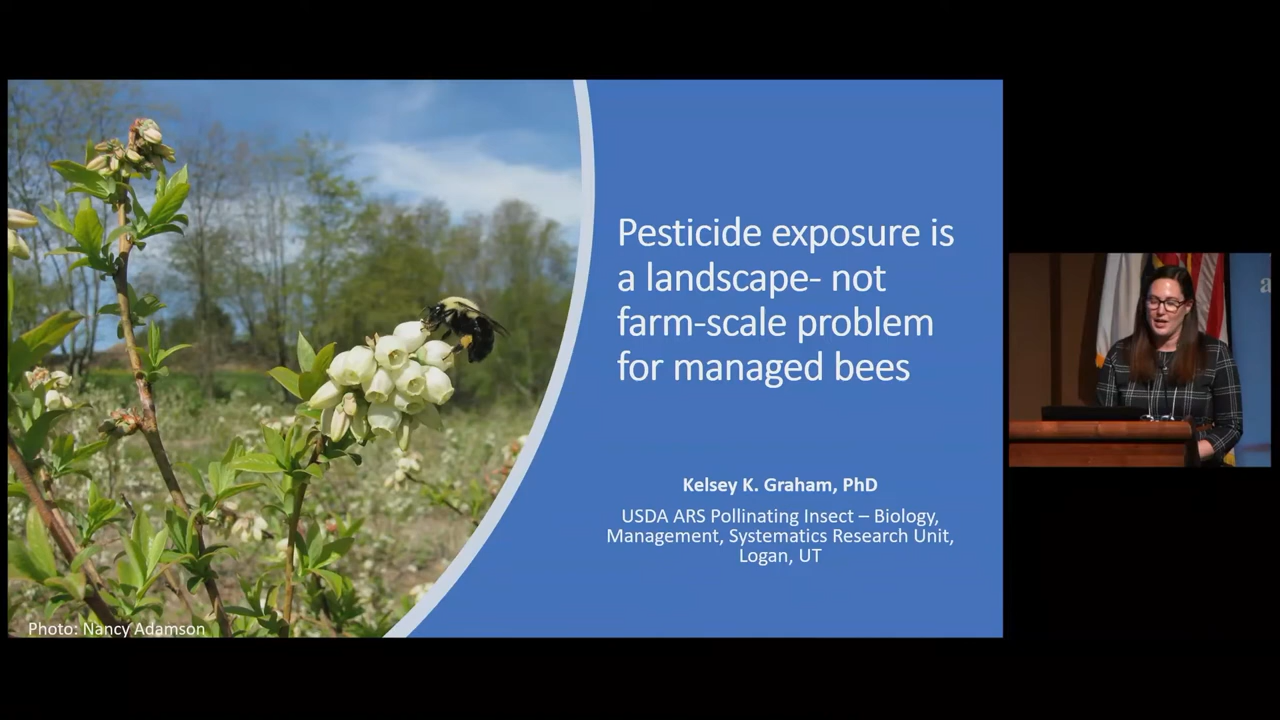 Pesticide exposure is
a landscape- not
farm-scale problem
for managed bees
Kelsey K. Graham, PhD
USDA ARS Pollinating Insect – Biology,
Management, Systematics Research Unit,
Logan, UT
Photo: Nancy Adamson